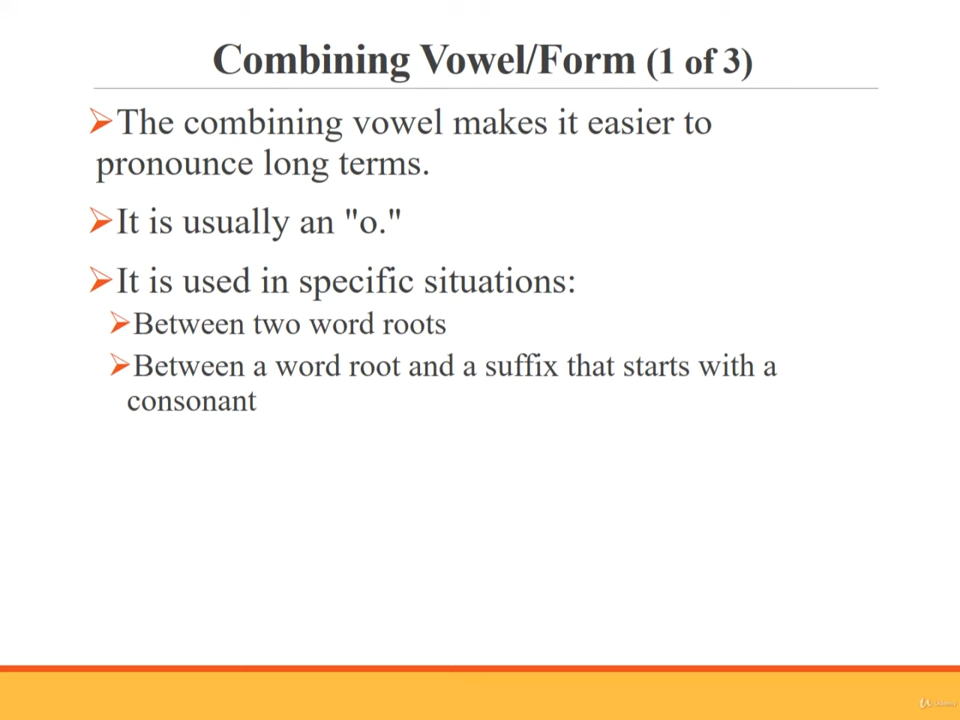 Combining Vowel/Form (1 of 3)
The combining vowel makes it easier to
pronounce long terms.
It is usually an "o."
It is used in specific situations:
Between two word roots
Between a word root and a suffix that starts with a
consonant
Udemy